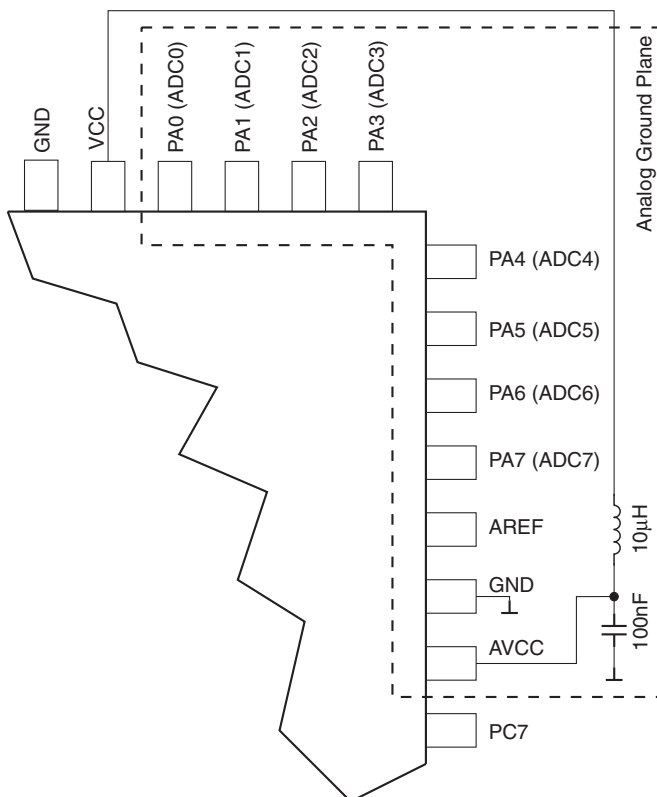 GND
VCC
PA0 (ADC0)
PA1 (ADC1)
PA2 (ADC2)
PA3 (ADC3)
Analog Ground Plane
PA4 (ADC4)
PA5 (ADC5)
PA6 (ADC6)
PA7 (ADC7)
AREF
10μH
GND
AVCC
100nF
PC7